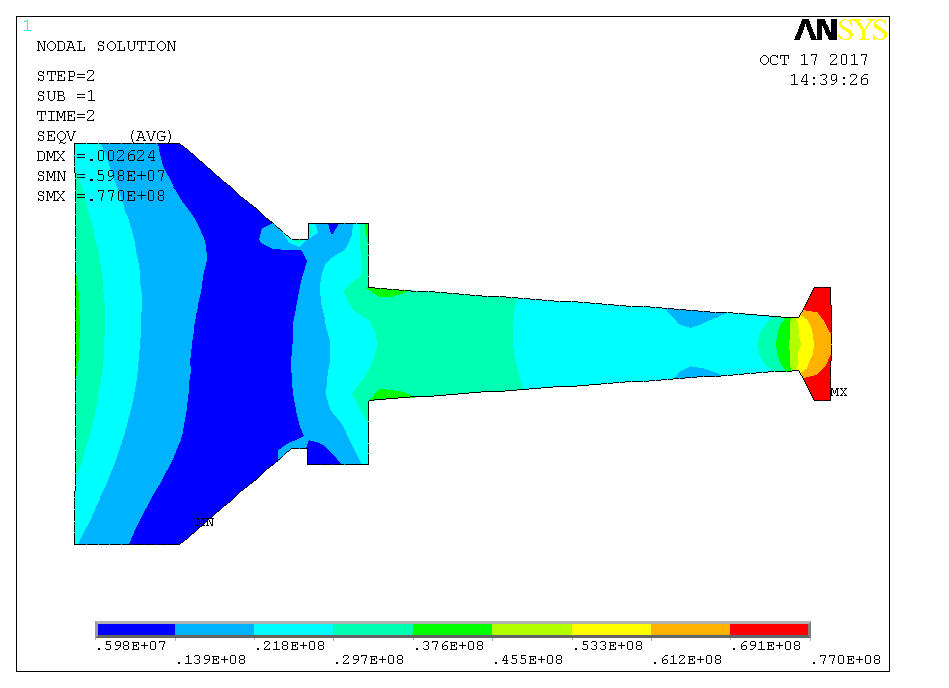 1
ANSYS
NODAL SOLUTION
OCT 17 2017
14:39:26
STEP=2
SUB =1
TIME=2
SEQV (AVG)
DMX =.002624
SMN =.598E+07
SMX =.770E+08
MX
MN
.598E+07 .218E+08 .376E+08 .533E+08 .691E+08
.139E+08 .297E+08 .455E+08 .612E+08 .770E+08